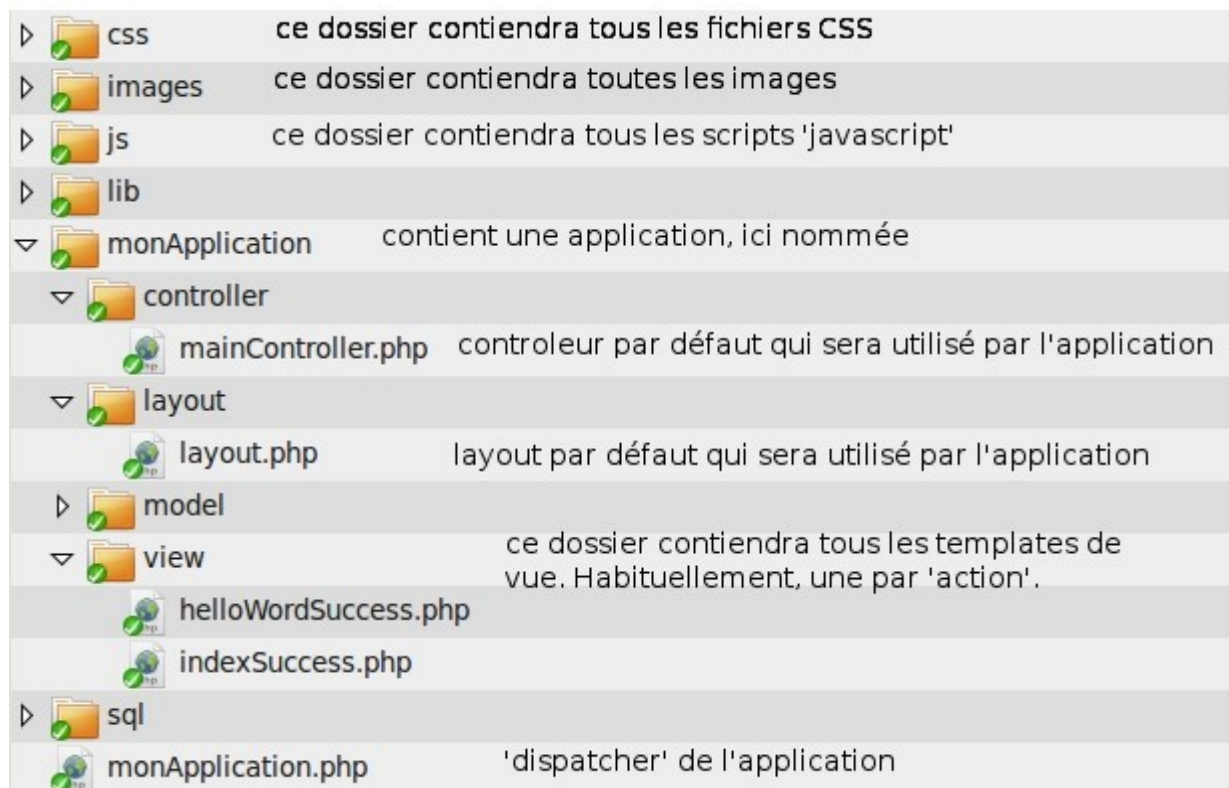 css ce dossier contiendra tous les fichiers CSS
images ce dossier contiendra toutes les images
js ce dossier contiendra tous les scripts 'javascript'
lib
monApplication contient une application, ici nommée
controller
mainController.php controleur par défaut qui sera utilisé par l'application
layout
layout.php layout par défaut qui sera utilisé par l'application
model
view ce dossier contiendra tous les templates de
vue. Habituellement, une par 'action'.
helloWordSuccess.php
indexSuccess.php
sql
monApplication.php 'dispatcher' de l'application